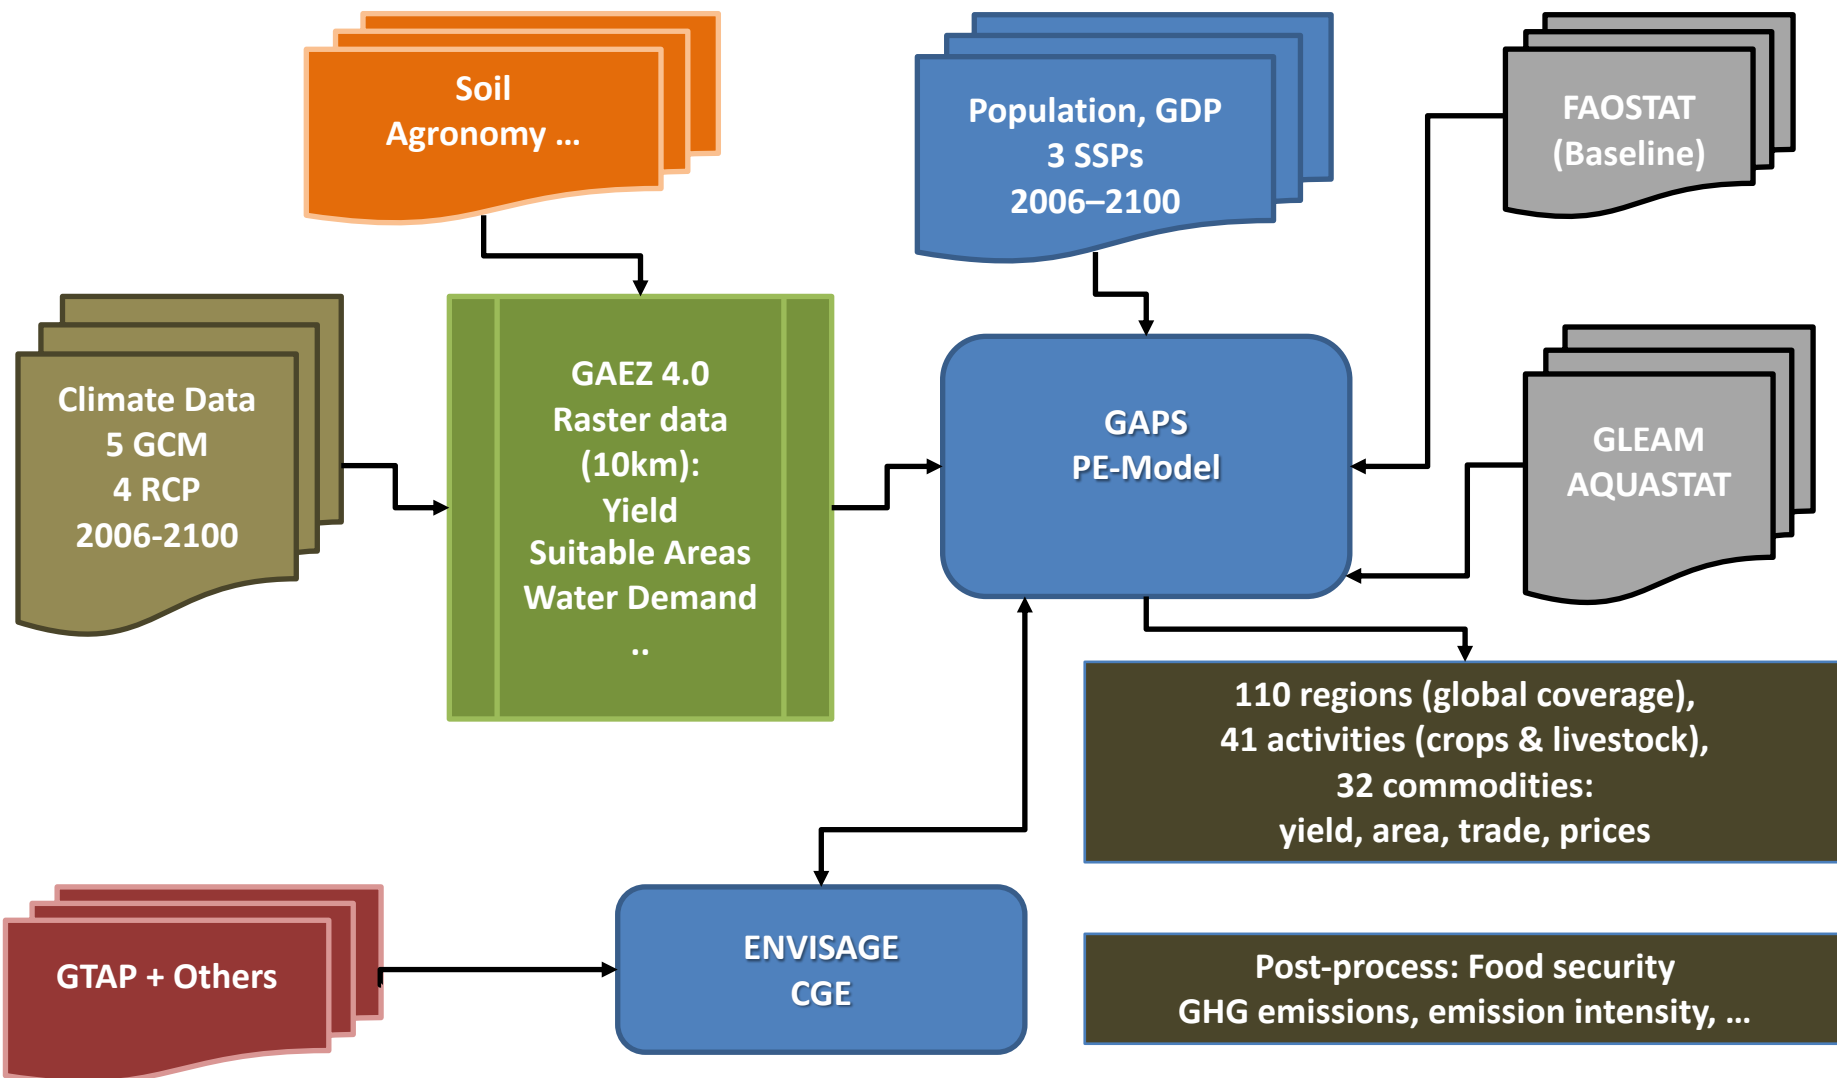 Soil
Agronomy ...
Population, GDP
3 SSPs
2006–2100
FAOSTAT
(Baseline)
Climate Data
5 GCM
4 RCP
2006-2100
GAEZ 4.0
Raster data
(10km):
Yield
Suitable Areas
Water Demand
..
GAPS
PE-Model
GLEAM
AQUASTAT
110 regions (global coverage),
41 activities (crops & livestock),
32 commodities:
yield, area, trade, prices
GTAP + Others
ENVISAGE
CGE
Post-process: Food security
GHG emissions, emission intensity, ...